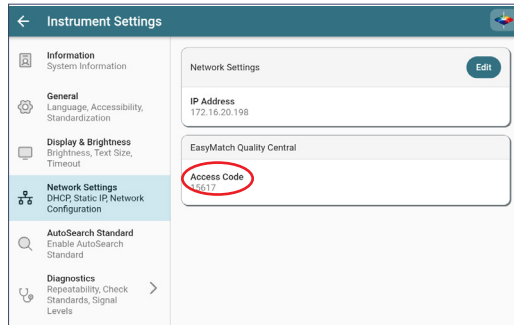 Instrument Settings
Information
System Information
General
Language, Accessibility,
Standardization
Display & Brightness
Brightness, Text Size,
Timeout
Network Settings
DHCP, Static IP, Network
Configuration
AutoSearch Standard
Enable AutoSearch
Standard
Diagnostics
Repeatability, Check
Standards, Signal
Levels
Network Settings
Edit
IP Address
172.16.20.198
EasyMatch Quality Central
Access Code
15617